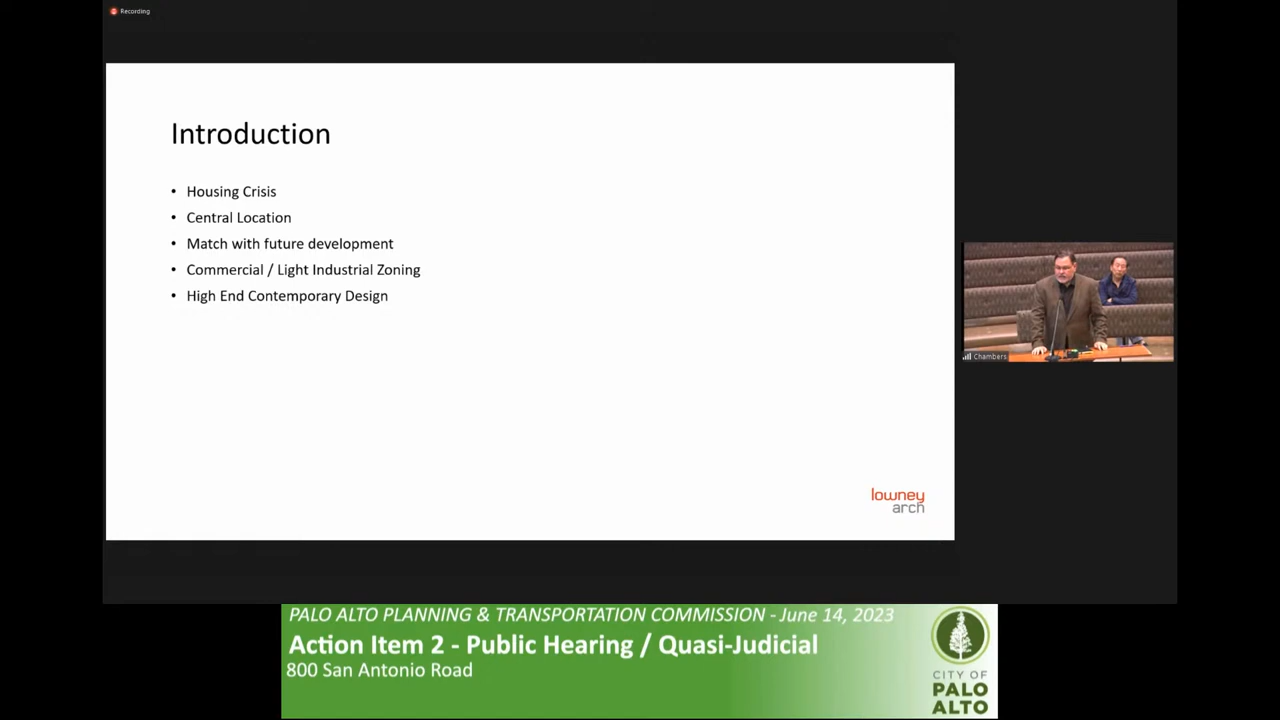 Recording
Introduction
• Housing Crisis
• Central Location
• Match with future development
• Commercial / Light Industrial Zoning
• High End Contemporary Design
lowney
arch
Chambers
PALO ALTO PLANNING & TRANSPORTATION COMMISSION - June 14, 2023
Action Item 2 - Public Hearing / Quasi-Judicial
800 San Antonio Road
CITY OF
PALO
ALTO